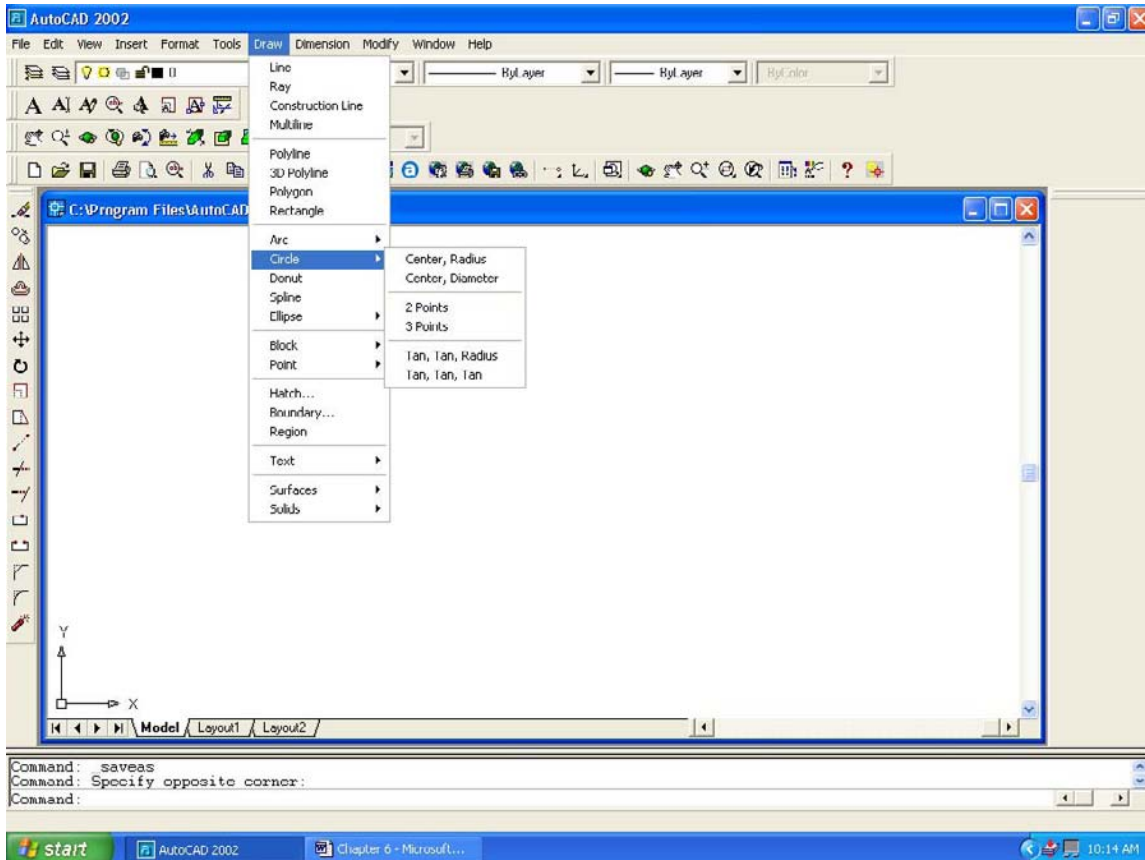 AutoCAD 2002
File Edit View Insert Format Tools Draw Dimension Modify Window Help
0 ByLayer ByLayer ByColor
C:\Program Files\AutoCAD
Line
Ray
Construction Line
Multiline
Polyline
3D Polyline
Polygon
Rectangle
Arc
Circle
Donut
Spline
Ellipse
Block
Point
Hatch...
Boundary...
Region
Text
Surfaces
Solids
Center, Radius
Center, Diameter
2 Points
3 Points
Tan, Tan, Radius
Tan, Tan, Tan
Y
X
Model Layout1 Layout2
Command: _saveas
Command: Specify opposite corner:
Command:
start AutoCAD 2002 Chapter 6 - Microsoft... 10:14 AM